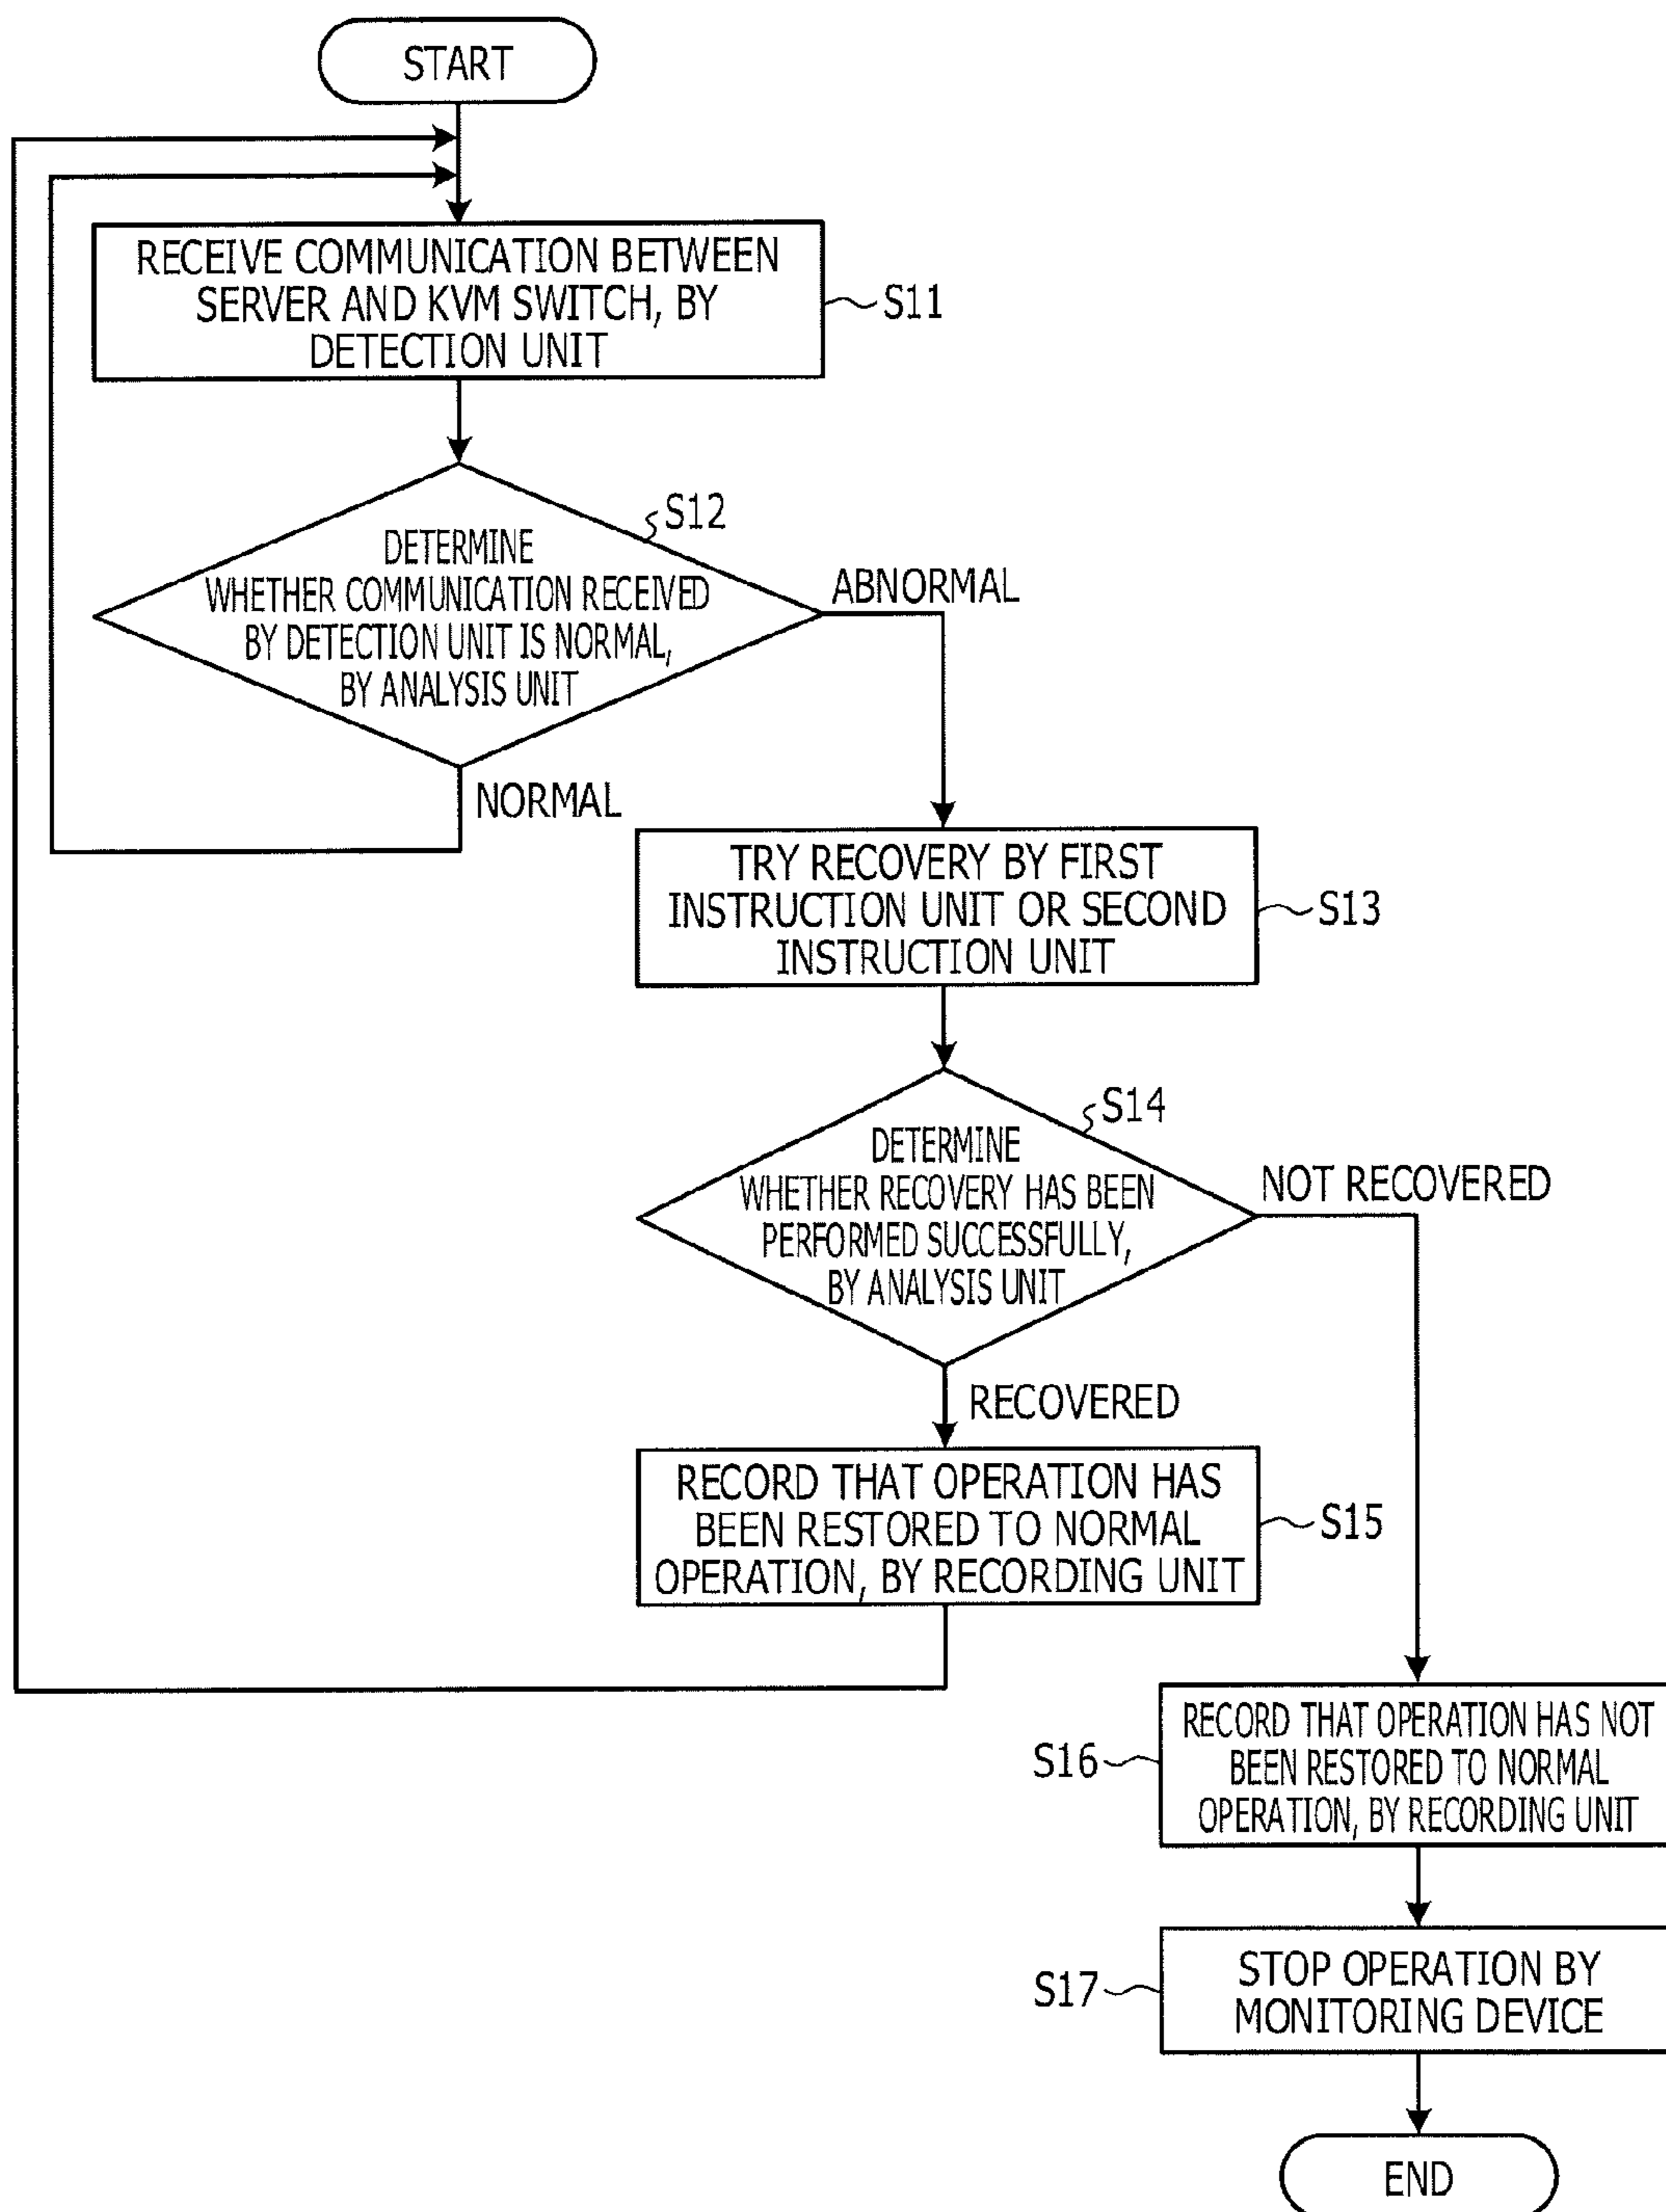 START
RECEIVE COMMUNICATION BETWEEN
SERVER AND KVM SWITCH, BY
DETECTION UNIT
S11
S12
DETERMINE
WHETHER COMMUNICATION RECEIVED
BY DETECTION UNIT IS NORMAL,
BY ANALYSIS UNIT
ABNORMAL
NORMAL
TRY RECOVERY BY FIRST
INSTRUCTION UNIT OR SECOND
INSTRUCTION UNIT
S13
S14
DETERMINE
WHETHER RECOVERY HAS BEEN
PERFORMED SUCCESSFULLY,
BY ANALYSIS UNIT
NOT RECOVERED
RECOVERED
RECORD THAT OPERATION HAS
BEEN RESTORED TO NORMAL
OPERATION, BY RECORDING UNIT
S15
S16
RECORD THAT OPERATION HAS NOT
BEEN RESTORED TO NORMAL
OPERATION, BY RECORDING UNIT
S17
STOP OPERATION BY
MONITORING DEVICE
END